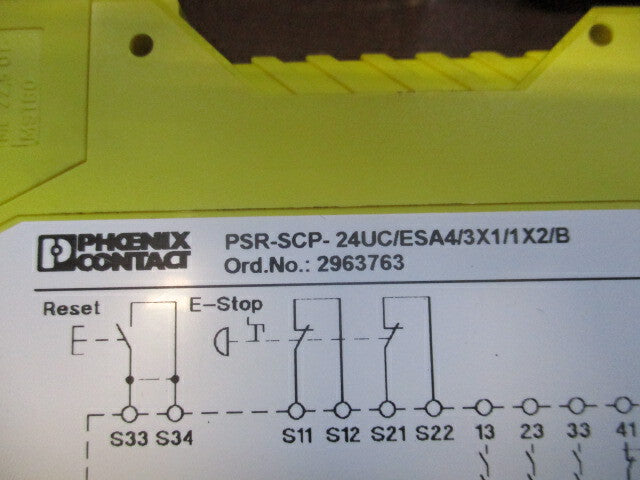 PHŒNIX
CONTACT
PSR-SCP- 24UC/ESA4/3X1/1X2/B
Ord.No.: 2963763
Reset
E-Stop
S33 S34 S11 S12 S21 S22 13 23 33 41